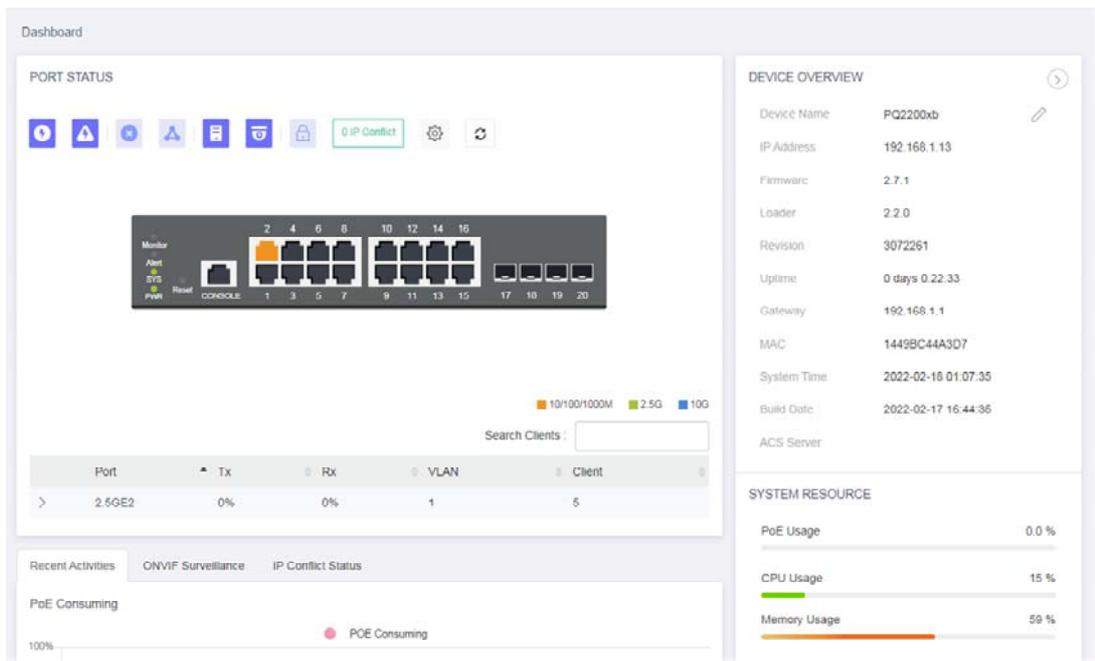 Dashboard
PORT STATUS
0 IP Conflict
2 4 6 8 10 12 14 16
Monitor
Alert
SYS
PWR
Reset
CONSOLE
1 3 5 7 9 11 13 15 17 18 19 20
10/100/1000M 2.5G 10G
Search Clients :
Port Tx Rx VLAN Client
2.5GE2 0% 0% 1 5
Recent Activities ONVIF Surveillance IP Conflict Status
PoE Consuming
POE Consuming
100%
DEVICE OVERVIEW
Device Name PQ2200xb
IP Address 192.168.1.13
Firmware 2.7.1
Loader 2.2.0
Revision 3072261
Uptime 0 days 0:22:33
Gateway 192.168.1.1
MAC 1449BC44A3D7
System Time 2022-02-18 01:07:35
Build Date 2022-02-17 16:44:36
ACS Server
SYSTEM RESOURCE
PoE Usage 0.0 %
CPU Usage 15 %
Memory Usage 59 %